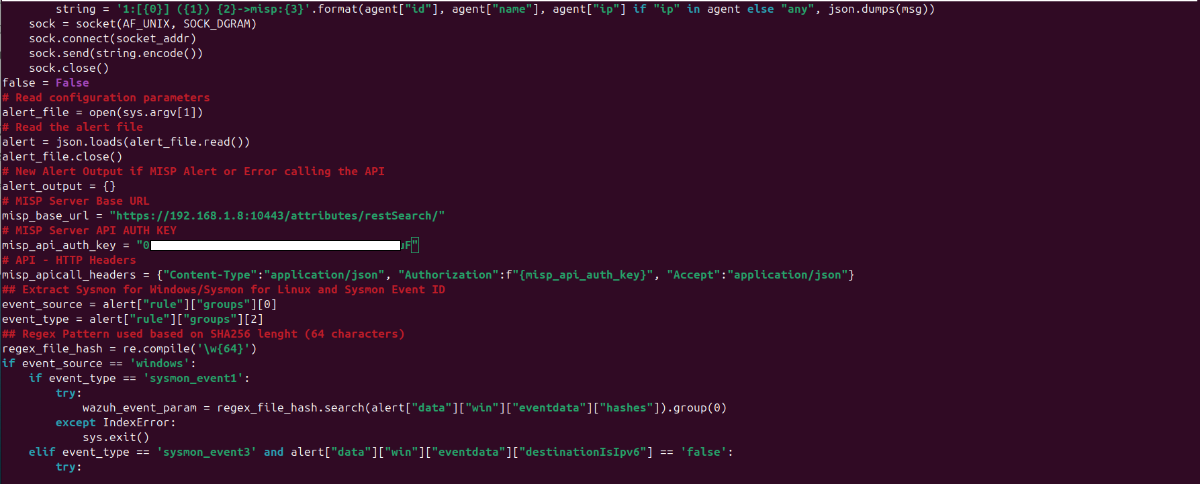 string = '1:[{0}] ({1}) {2}->misp:{3}'.format(agent["id"], agent["name"], agent["ip"] if "ip" in agent else "any", json.dumps(msg))
    sock = socket(AF_UNIX, SOCK_DGRAM)
    sock.connect(socket_addr)
    sock.send(string.encode())
    sock.close()
false = False
# Read configuration parameters
alert_file = open(sys.argv[1])
# Read the alert file
alert = json.loads(alert_file.read())
alert_file.close()
# New Alert Output if MISP Alert or Error calling the API
alert_output = {}
# MISP Server Base URL
misp_base_url = "https://192.168.1.8:10443/attributes/restSearch/"
# MISP Server API AUTH KEY
misp_api_auth_key = "0 F"
# API - HTTP Headers
misp_apicall_headers = {"Content-Type":"application/json", "Authorization":f"{misp_api_auth_key}", "Accept":"application/json"}
## Extract Sysmon for Windows/Sysmon for Linux and Sysmon Event ID
event_source = alert["rule"]["groups"][0]
event_type = alert["rule"]["groups"][2]
## Regex Pattern used based on SHA256 lenght (64 characters)
regex_file_hash = re.compile('\w{64}')
if event_source == 'windows':
    if event_type == 'sysmon_event1':
        try:
            wazuh_event_param = regex_file_hash.search(alert["data"]["win"]["eventdata"]["hashes"]).group(0)
        except IndexError:
            sys.exit()
    elif event_type == 'sysmon_event3' and alert["data"]["win"]["eventdata"]["destinationIsIpv6"] == 'false':
        try: